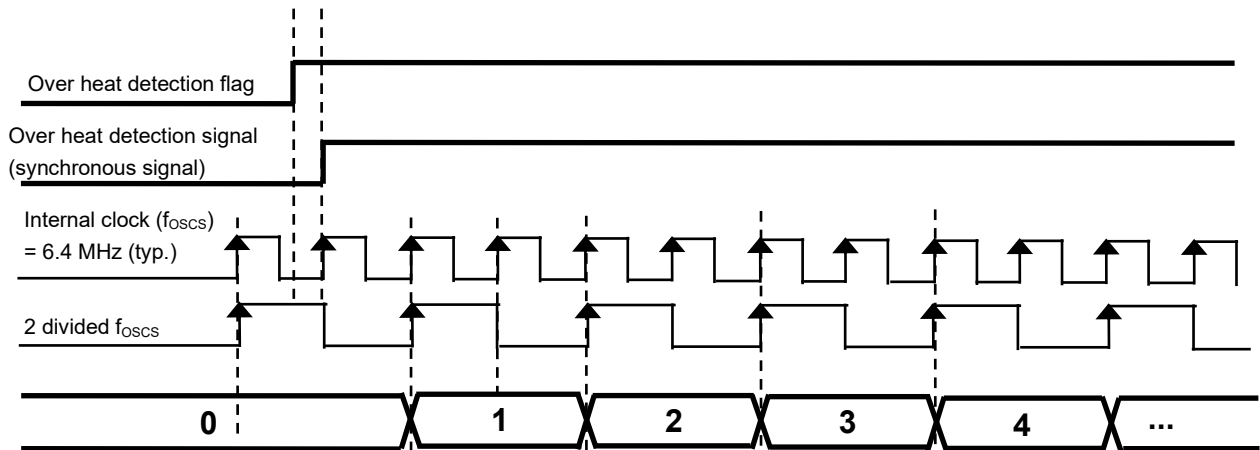 Over heat detection flag
Over heat detection signal
(synchronous signal)
Internal clock (fOSCS)
= 6.4 MHz (typ.)
2 divided fOSCS
0 1 2 3 4 ...